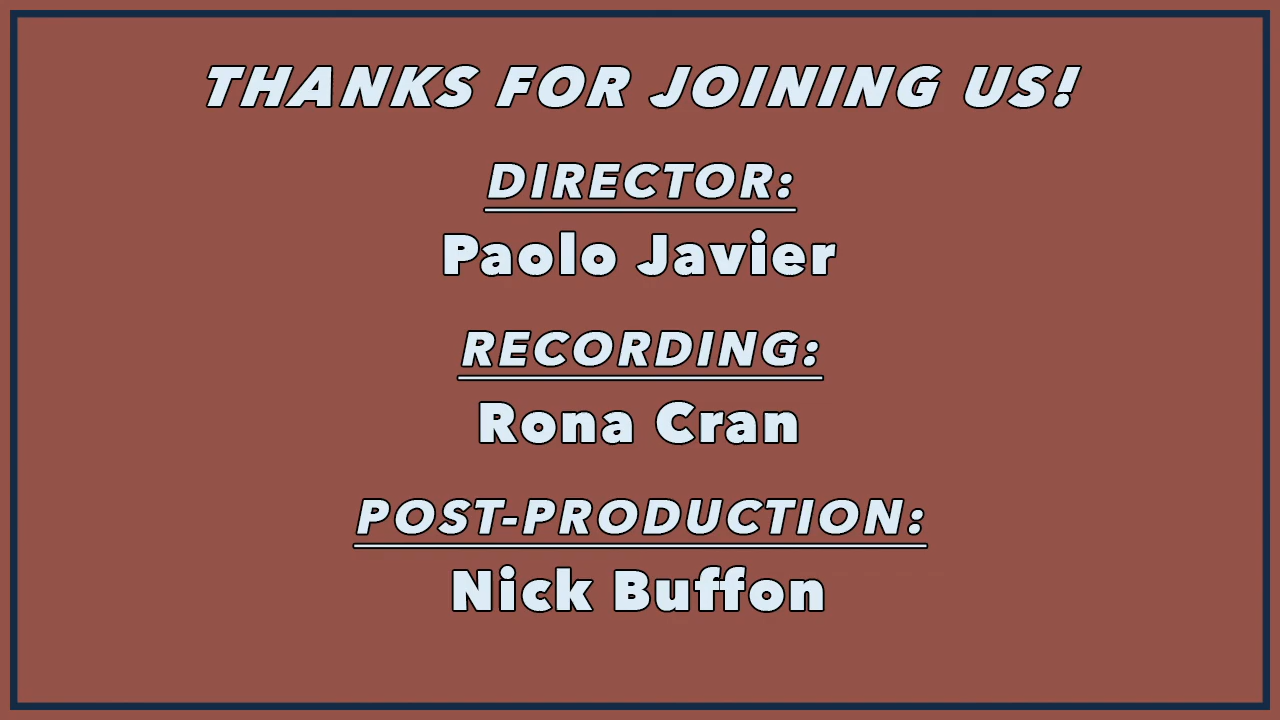 THANKS FOR JOINING US!
DIRECTOR:
Paolo Javier
RECORDING:
Rona Cran
POST-PRODUCTION:
Nick Buffon